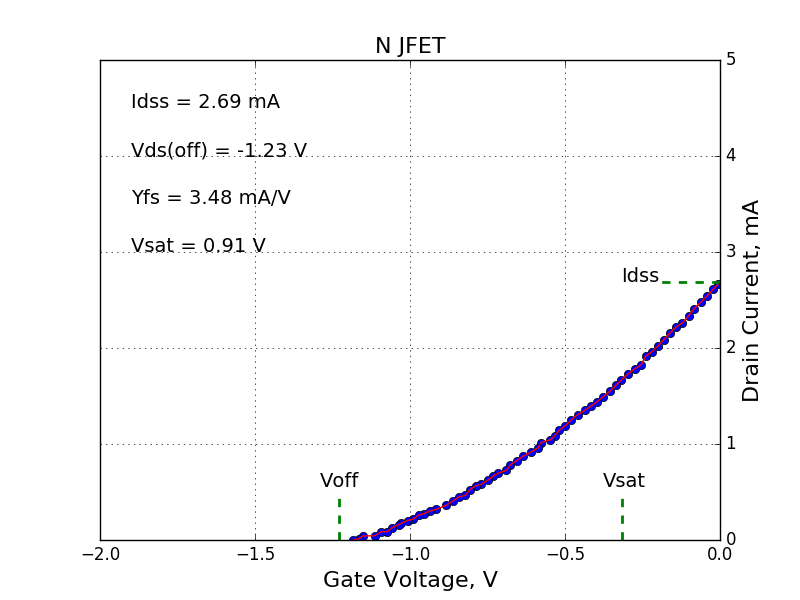 N JFET
Idss = 2.69 mA
Vds(off) = -1.23 V
Yfs = 3.48 mA/V
Vsat = 0.91 V
Idss
Voff
Vsat
5
4
3
2
1
0
Drain Current, mA
−2.0
−1.5
−1.0
−0.5
0.0
Gate Voltage, V